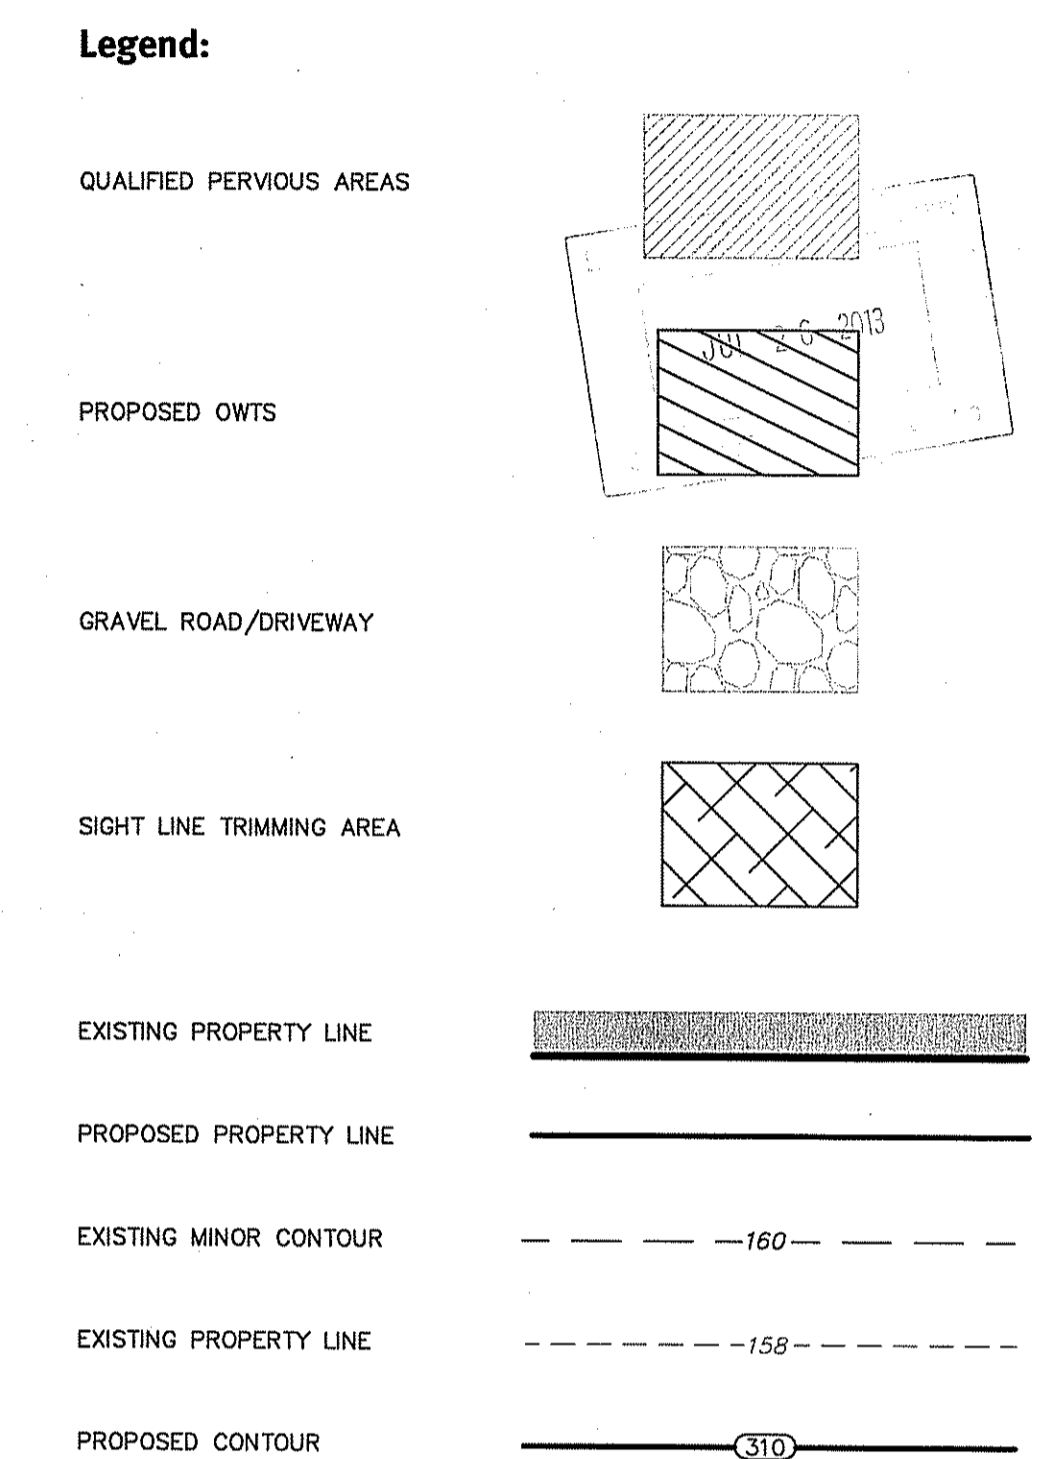 Legend:
QUALIFIED PERVIOUS AREAS
2013
PROPOSED OWTS
GRAVEL ROAD/DRIVEWAY
SIGHT LINE TRIMMING AREA
EXISTING PROPERTY LINE
PROPOSED PROPERTY LINE
EXISTING MINOR CONTOUR 160
EXISTING PROPERTY LINE 158
PROPOSED CONTOUR 310